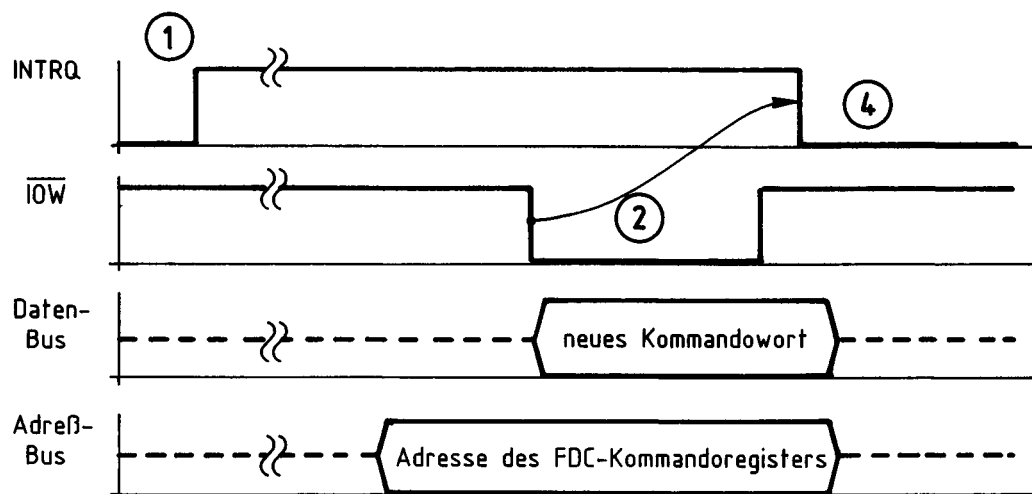 1
INTRQ
4
IOW
2
Daten-
Bus
neues Kommandowort
Adreß-
Bus
Adresse des FDC-Kommandoregisters